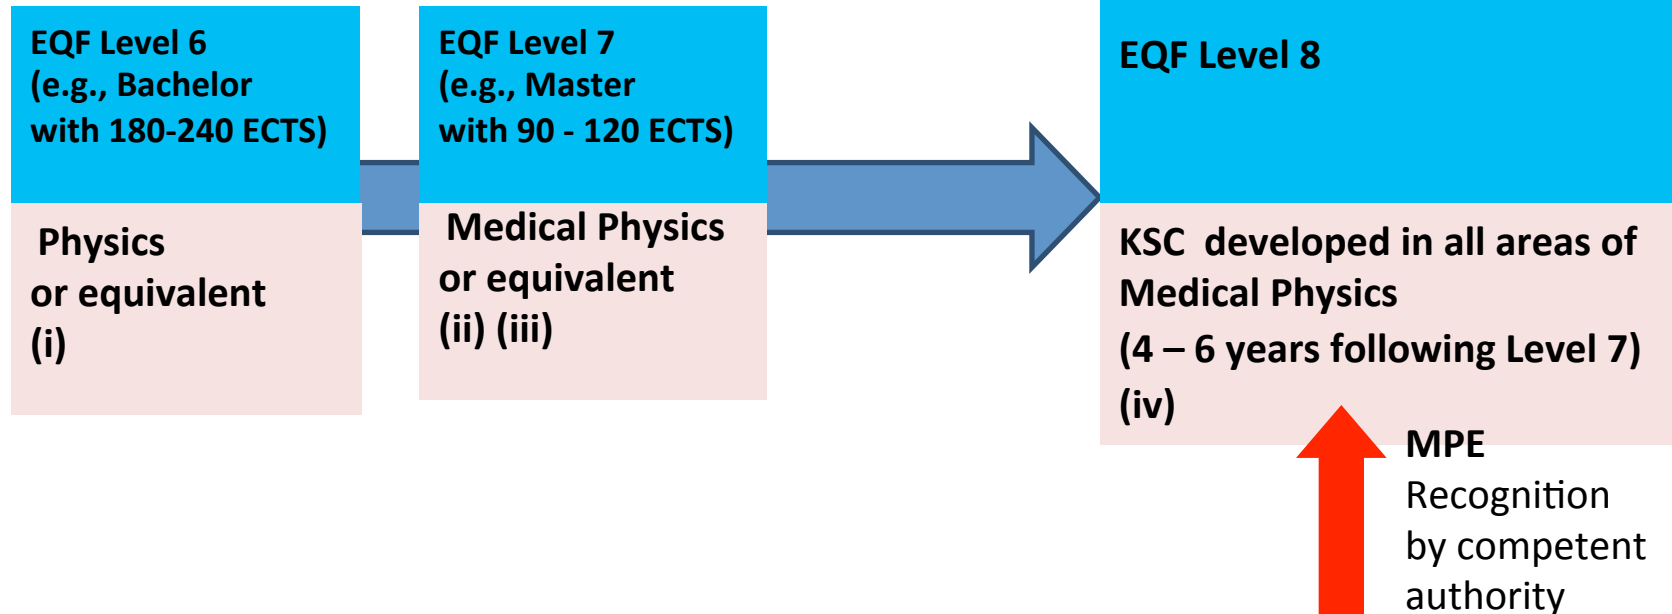 EQF Level 6
(e.g., Bachelor
with 180-240 ECTS)
Physics
or equivalent
(i)
EQF Level 7
(e.g., Master
with 90 - 120 ECTS)
Medical Physics
or equivalent
(ii) (iii)
EQF Level 8
KSC developed in all areas of
Medical Physics
(4 – 6 years following Level 7)
(iv)
MPE
Recognition
by competent
authority